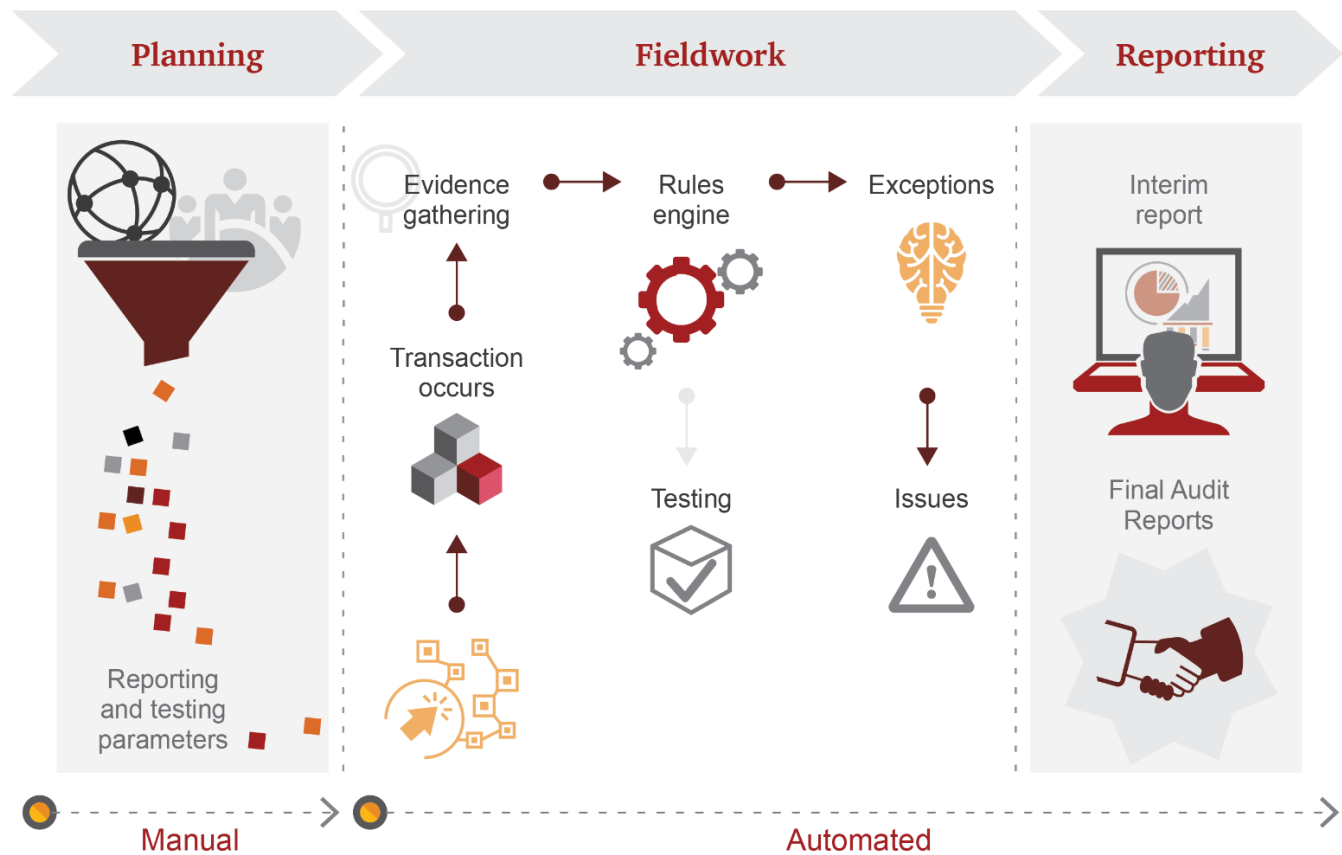 Planning
Fieldwork
Reporting
Reporting
and testing
parameters
Evidence
gathering
Rules
engine
Exceptions
Transaction
occurs
Testing
Issues
Interim
report
Final Audit
Reports
Manual
Automated